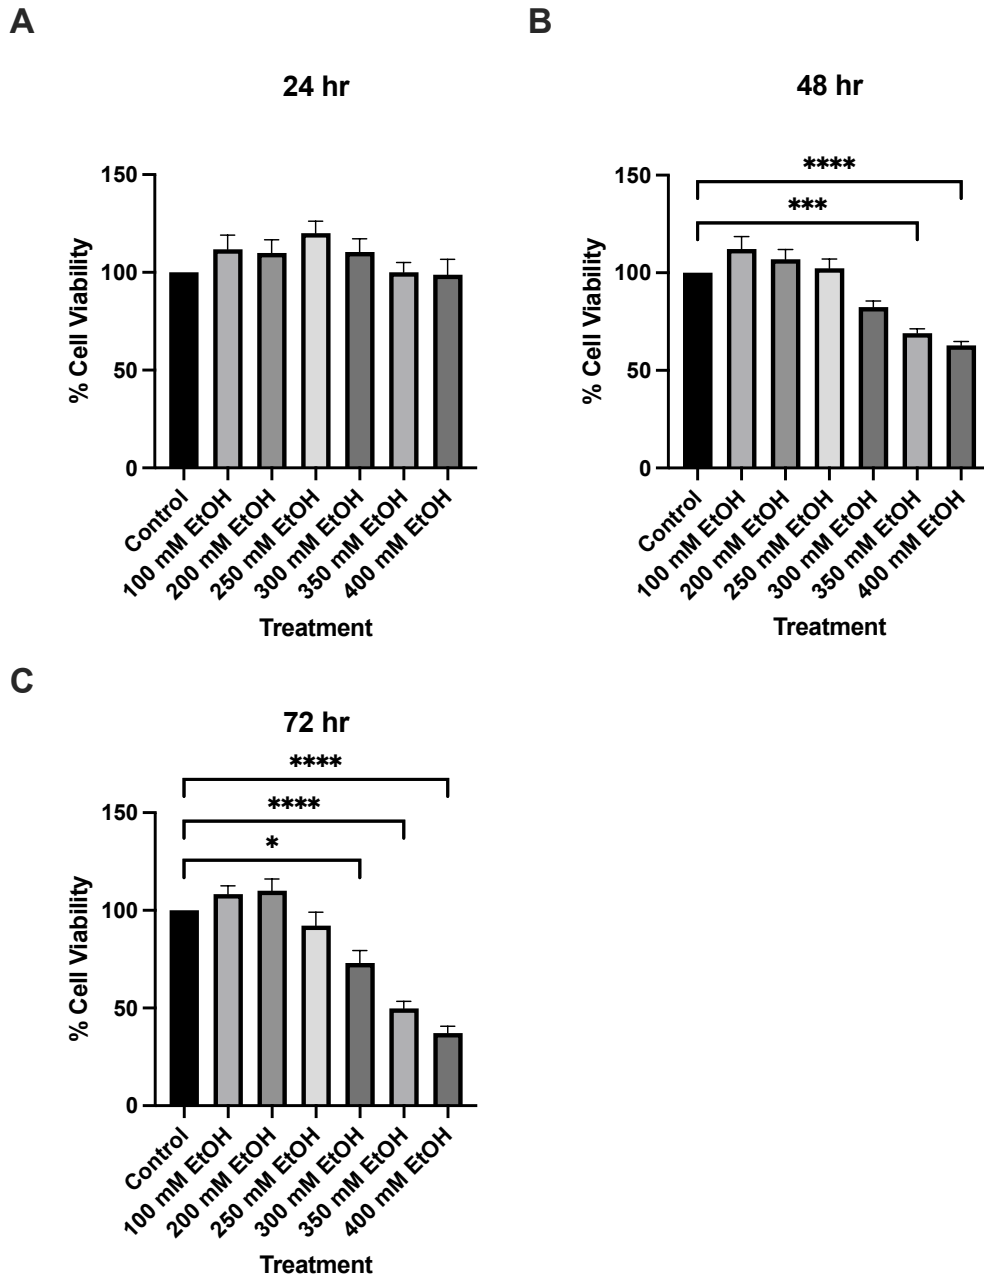 A
24 hr
150
100
50
0
% Cell Viability
Control
100 mM EtOH
200 mM EtOH
250 mM EtOH
300 mM EtOH
350 mM EtOH
400 mM EtOH
Treatment
B
48 hr
****
***
150
100
50
0
% Cell Viability
Control
100 mM EtOH
200 mM EtOH
250 mM EtOH
300 mM EtOH
350 mM EtOH
400 mM EtOH
Treatment
C
72 hr
****
****
*
150
100
50
0
% Cell Viability
Control
100 mM EtOH
200 mM EtOH
250 mM EtOH
300 mM EtOH
350 mM EtOH
400 mM EtOH
Treatment